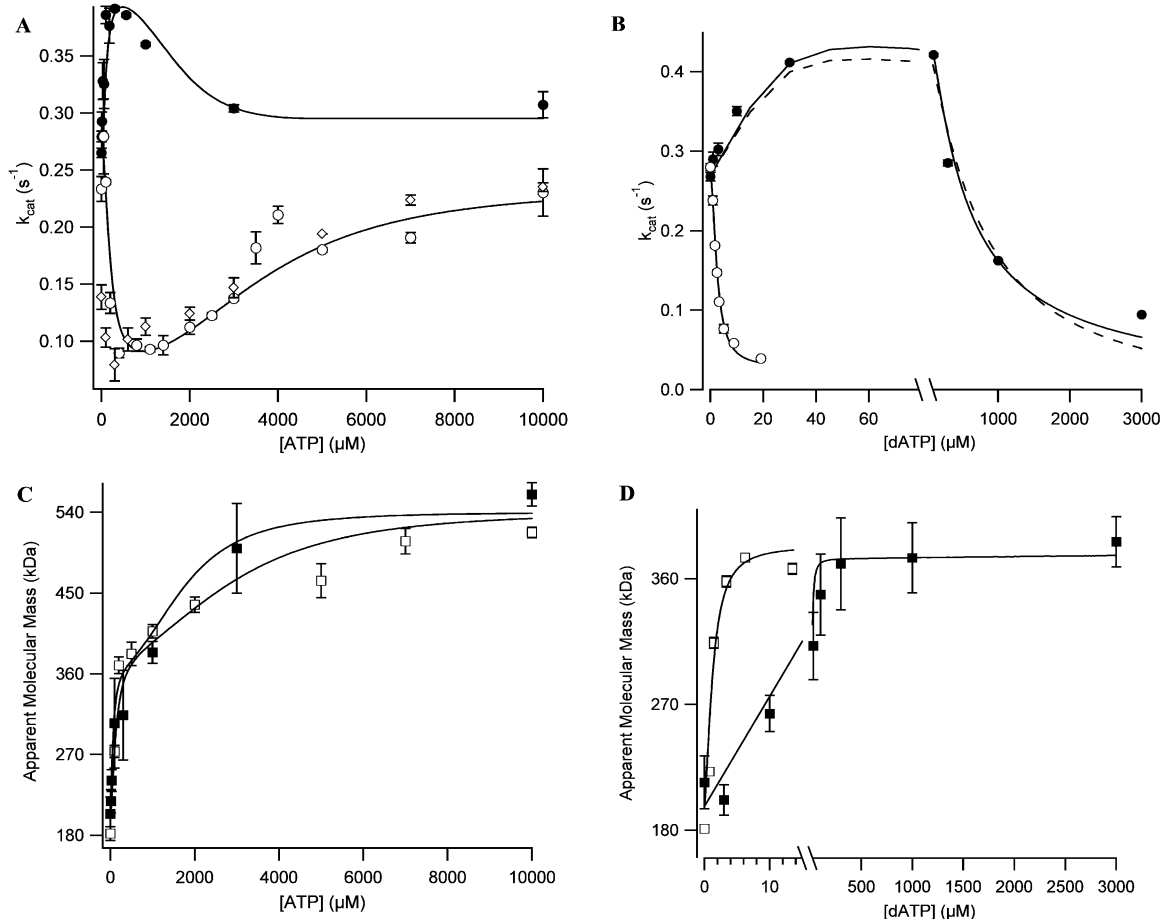 A
0.35
0.30
0.25
0.20
0.15
0.10
k_cat (s^-1)
0 2000 4000 6000 8000 10000
[ATP] (µM)
B
0.4
0.3
0.2
0.1
0.0
k_cat (s^-1)
0 20 40 60 1000 2000 3000
[dATP] (µM)
C
540
450
360
270
180
Apparent Molecular Mass (kDa)
0 2000 4000 6000 8000 10000
[ATP] (µM)
D
360
270
180
Apparent Molecular Mass (kDa)
0 10 500 1000 1500 2000 2500 3000
[dATP] (µM)